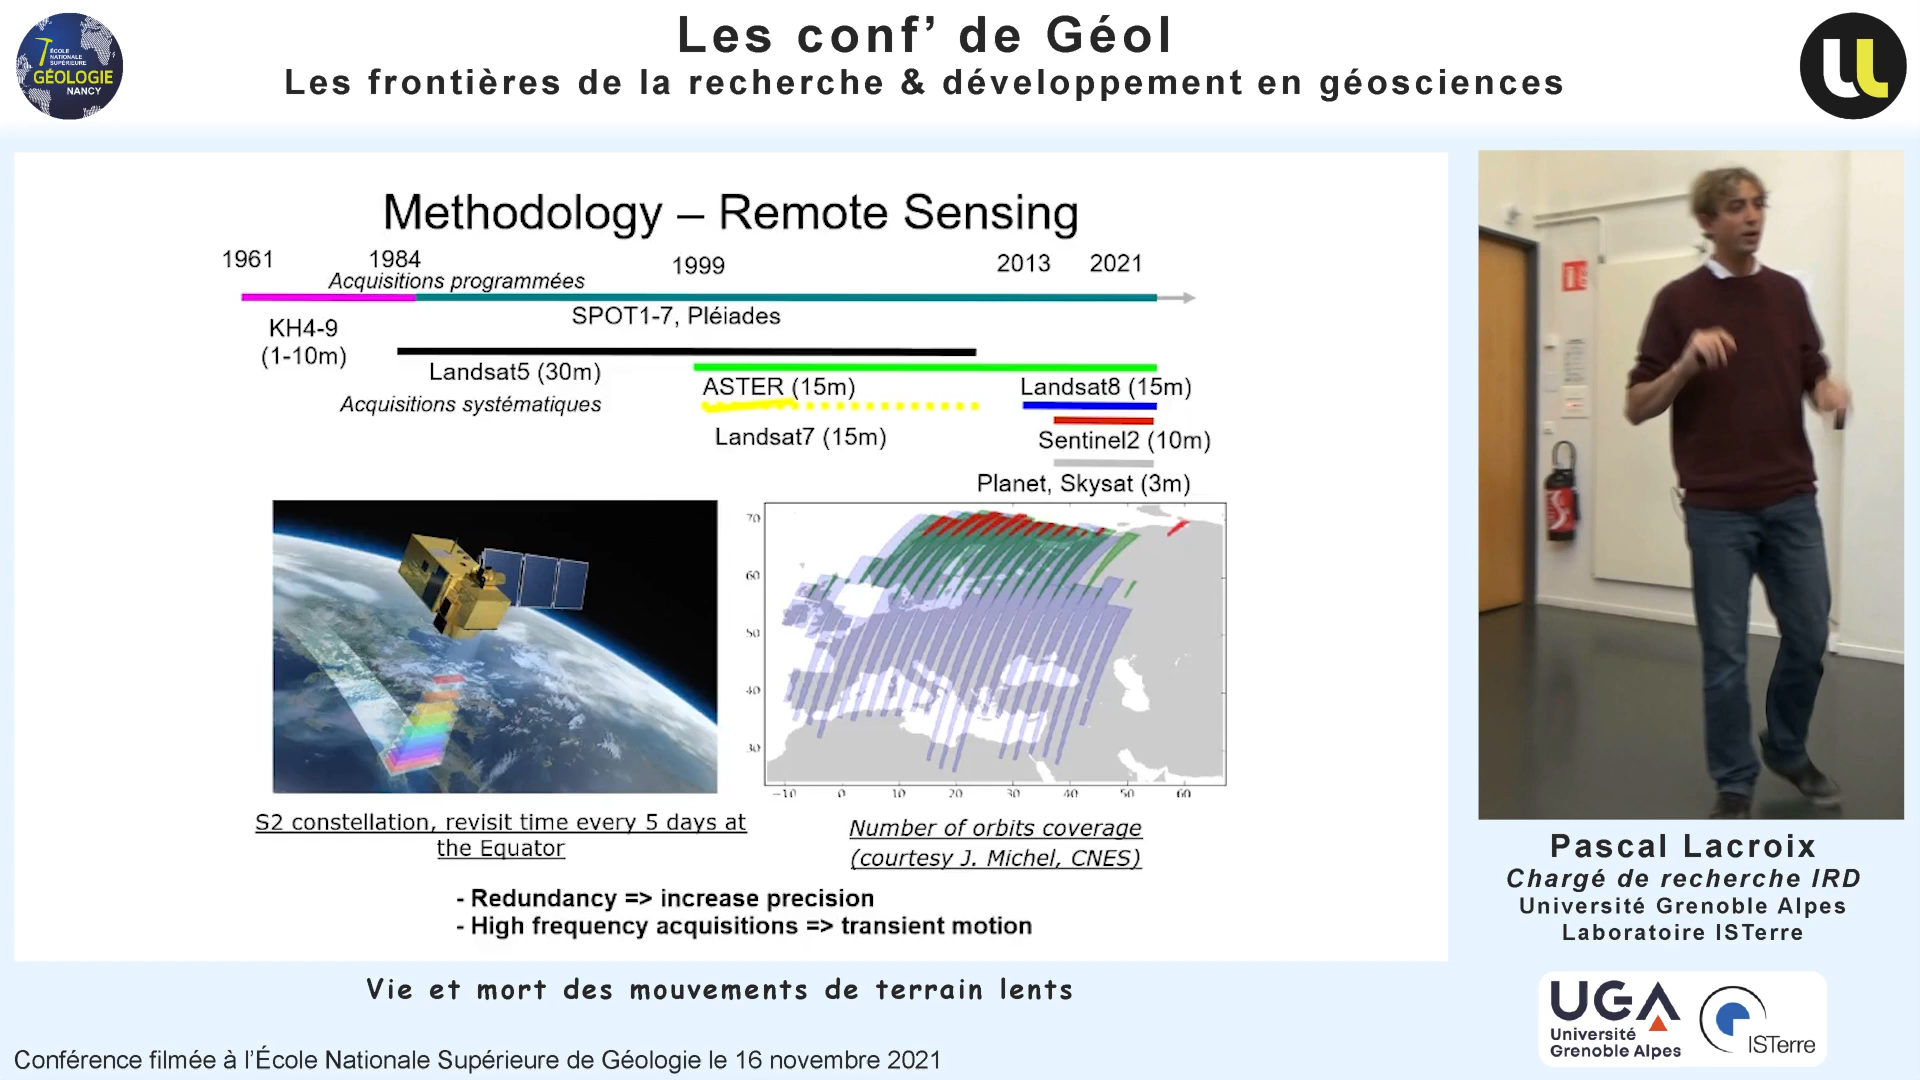 ÉCOLE
NATIONALE
SUPÉRIEURE
GÉOLOGIE
NANCY
Les conf’ de Géol
Les frontières de la recherche & développement en géosciences
Methodology – Remote Sensing
1961
1984
1999
2013
2021
Acquisitions programmées
SPOT1-7, Pléiades
KH4-9
(1-10m)
Landsat5 (30m)
ASTER (15m)
Landsat8 (15m)
Acquisitions systématiques
Landsat7 (15m)
Sentinel2 (10m)
Planet, Skysat (3m)
70
60
50
40
30
−10
0
10
20
30
40
50
60
S2 constellation, revisit time every 5 days at
the Equator
Number of orbits coverage
(courtesy J. Michel, CNES)
- Redundancy => increase precision
- High frequency acquisitions => transient motion
Pascal Lacroix
Chargé de recherche IRD
Université Grenoble Alpes
Laboratoire ISTerre
Vie et mort des mouvements de terrain lents
UGA
Université
Grenoble Alpes
ISTerre
Conférence filmée à l’École Nationale Supérieure de Géologie le 16 novembre 2021